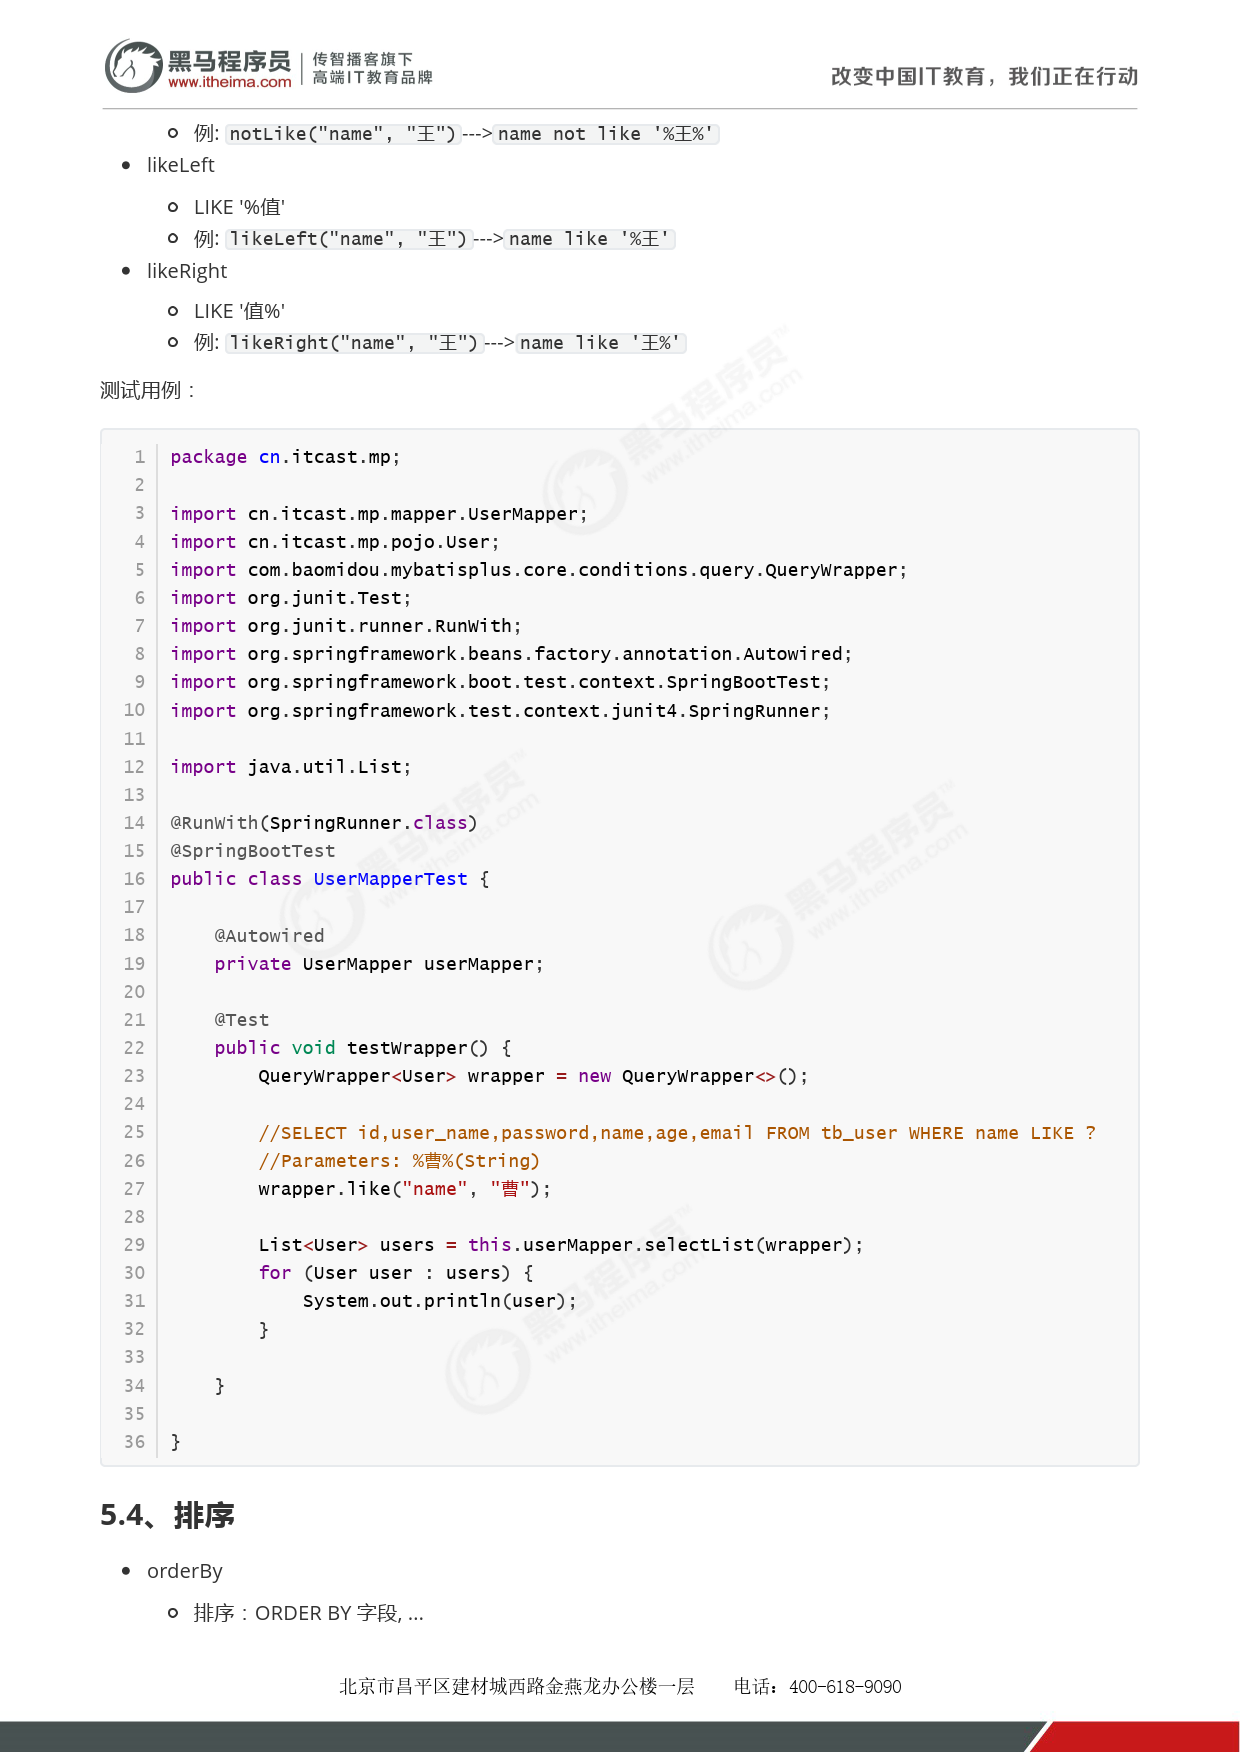 黑马程序员
www.itheima.com
传智播客旗下
高端IT教育品牌
改变中国IT教育，我们正在行动
例: notLike("name", "王")--->name not like '%王%'
likeLeft
LIKE '%值'
例: likeLeft("name", "王")--->name like '%王'
likeRight
LIKE '值%'
例: likeRight("name", "王")--->name like '王%'
测试用例：
1 package cn.itcast.mp;
2
3 import cn.itcast.mp.mapper.UserMapper;
4 import cn.itcast.mp.pojo.User;
5 import com.baomidou.mybatisplus.core.conditions.query.QueryWrapper;
6 import org.junit.Test;
7 import org.junit.runner.RunWith;
8 import org.springframework.beans.factory.annotation.Autowired;
9 import org.springframework.boot.test.context.SpringBootTest;
10 import org.springframework.test.context.junit4.SpringRunner;
11
12 import java.util.List;
13
14 @RunWith(SpringRunner.class)
15 @SpringBootTest
16 public class UserMapperTest {
17
18     @Autowired
19     private UserMapper userMapper;
20
21     @Test
22     public void testWrapper() {
23         QueryWrapper<User> wrapper = new QueryWrapper<>();
24
25         //SELECT id,user_name,password,name,age,email FROM tb_user WHERE name LIKE ?
26         //Parameters: %曹%(String)
27         wrapper.like("name", "曹");
28
29         List<User> users = this.userMapper.selectList(wrapper);
30         for (User user : users) {
31             System.out.println(user);
32         }
33
34     }
35
36 }
5.4、排序
orderBy
排序：ORDER BY 字段, ...
北京市昌平区建材城西路金燕龙办公楼一层 电话：400-618-9090